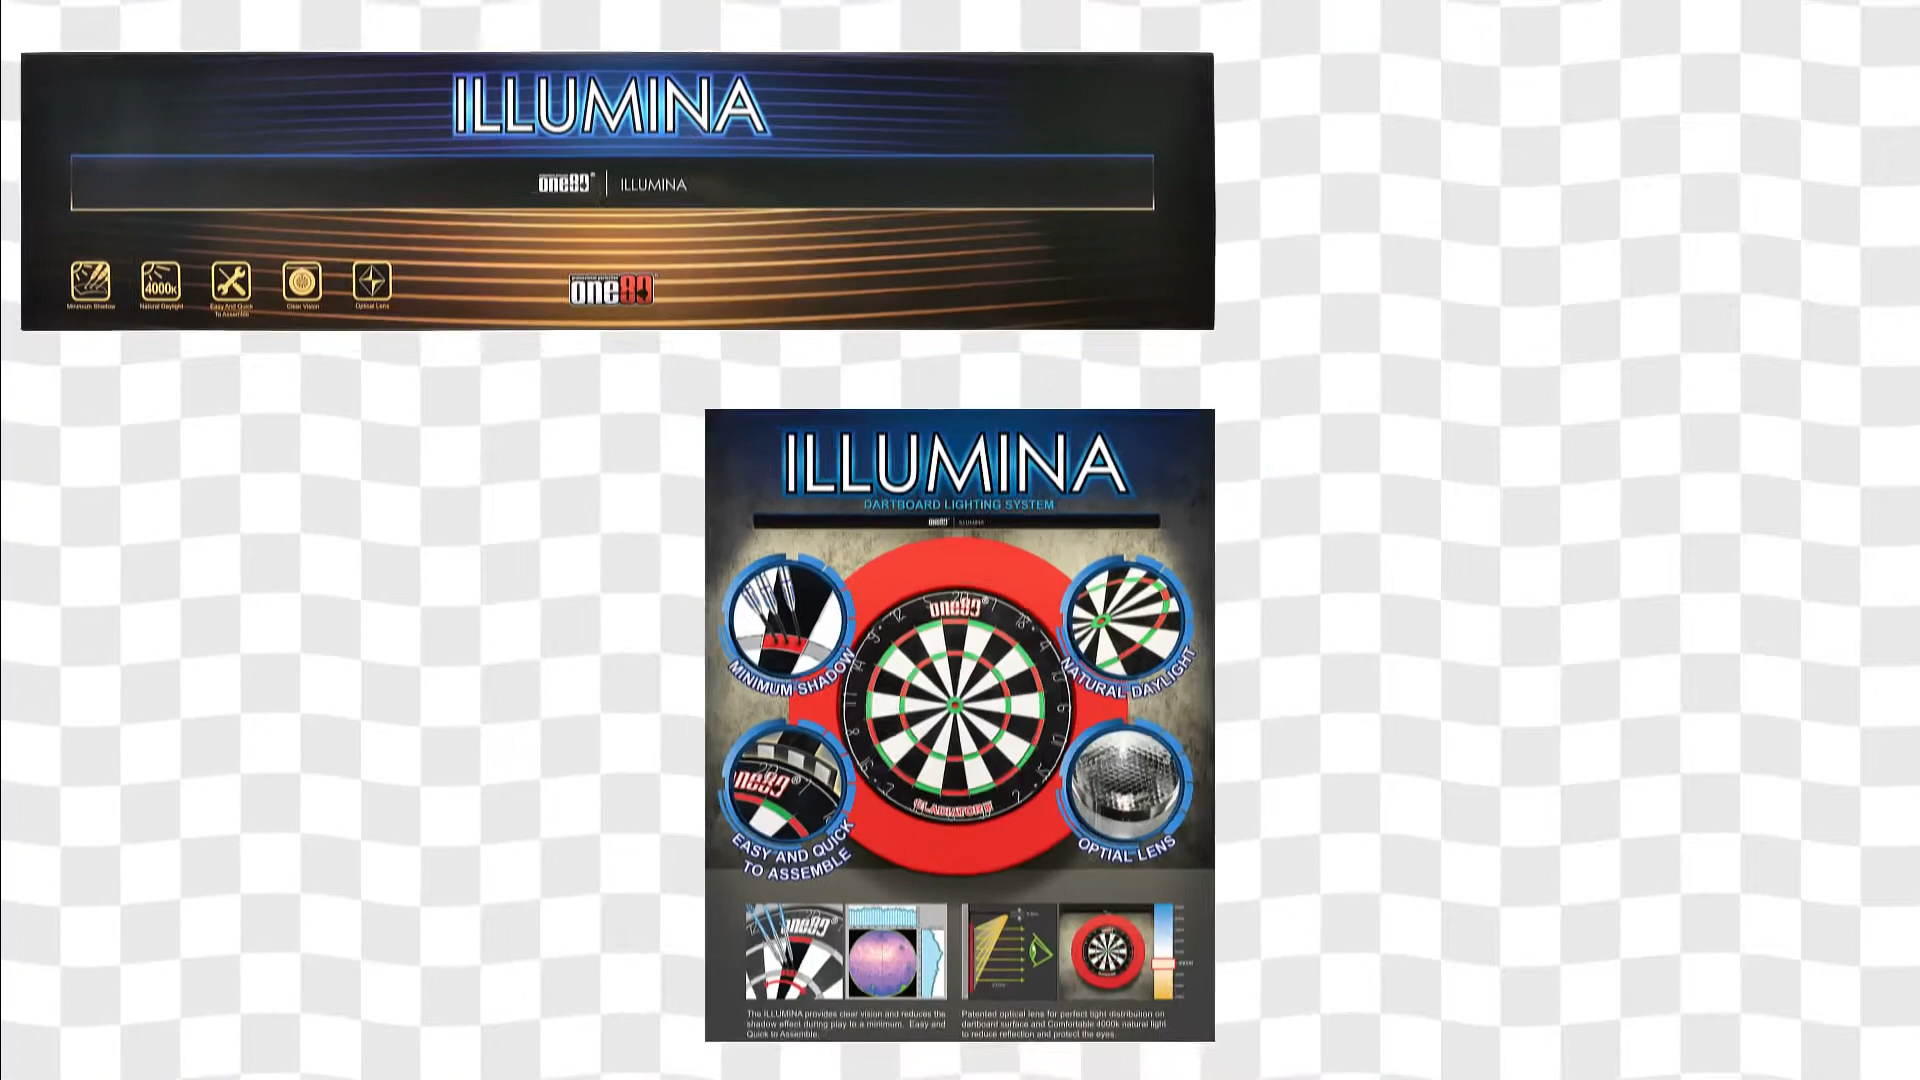 ILLUMINA
one80 | ILLUMINA
4000K
Minimum Shadow
Natural Daylight
Easy And Quick
To Assemble
Clear Vision
Optical Lens
one80
ILLUMINA
DARTBOARD LIGHTING SYSTEM
one80 | ILLUMINA
one80
MINIMUM SHADOW
NATURAL DAYLIGHT
GLADIATOR II
EASY AND QUICK
TO ASSEMBLE
OPTIAL LENS
one80
The ILLUMINA provides clear vision and reduces the
shadow effect during play to a minimum. Easy and
Quick to Assemble.
Patented optical lens for perfect light distribution on
dartboard surface and Comfortable 4000k natural light
to reduce reflection and protect the eyes.